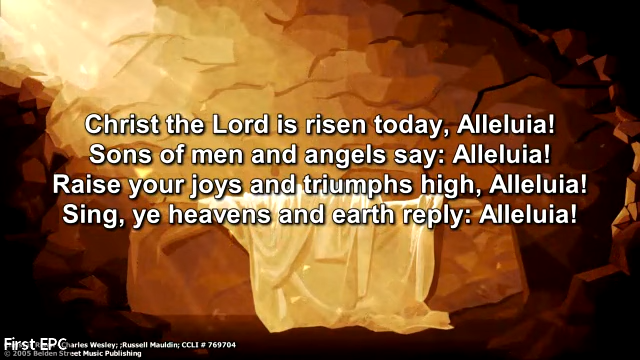 Christ the Lord is risen today, Alleluia!
Sons of men and angels say: Alleluia!
Raise your joys and triumphs high, Alleluia!
Sing, ye heavens and earth reply: Alleluia!
First EPC
Charles Wesley; ;Russell Mauldin; CCLI # 769704
© 2005 Belden Street Music Publishing